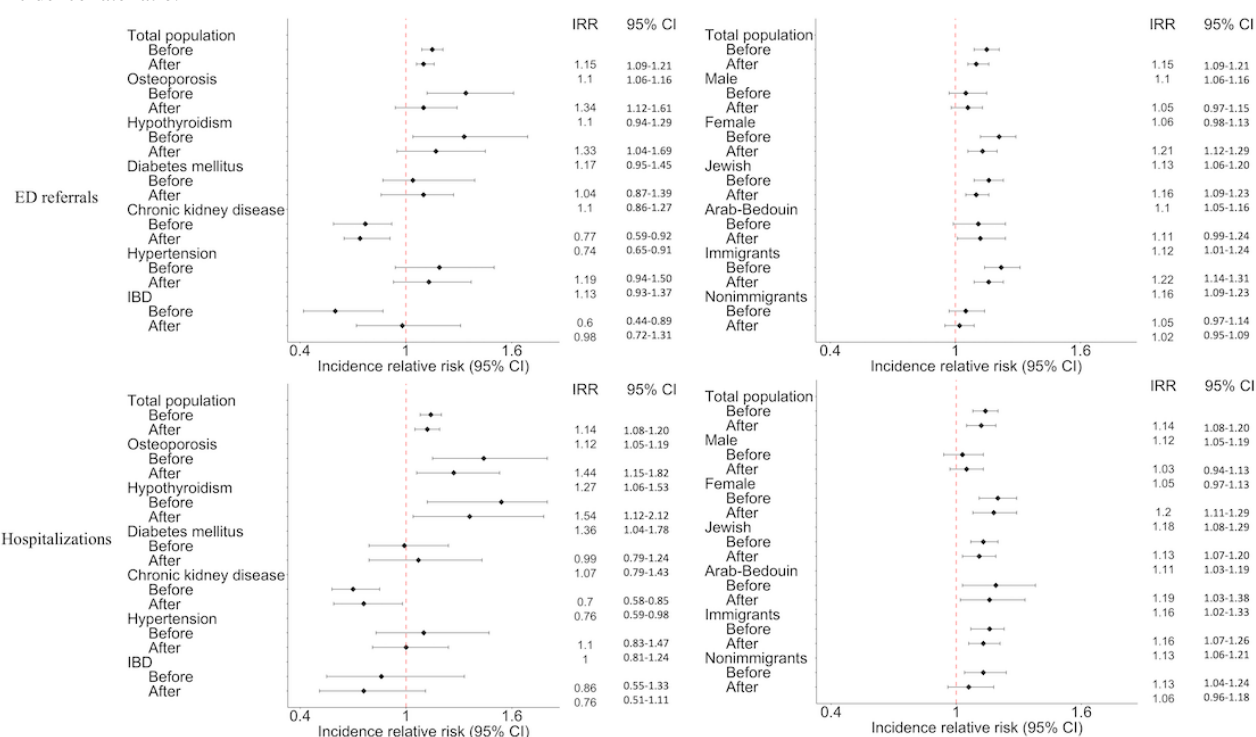 ED referrals
Total population
Before
After
Osteoporosis
Before
After
Hypothyroidism
Before
After
Diabetes mellitus
Before
After
Chronic kidney disease
Before
After
Hypertension
Before
After
IBD
Before
After
0.4 1 1.6
Incidence relative risk (95% CI)
IRR 95% CI
1.15 1.09-1.21
1.1 1.06-1.16
1.34 1.12-1.61
1.1 0.94-1.29
1.33 1.04-1.69
1.17 0.95-1.45
1.04 0.87-1.39
1.1 0.86-1.27
0.77 0.59-0.92
0.74 0.65-0.91
1.19 0.94-1.50
1.13 0.93-1.37
0.6 0.44-0.89
0.98 0.72-1.31
Total population
Before
After
Male
Before
After
Female
Before
After
Jewish
Before
After
Arab-Bedouin
Before
After
Immigrants
Before
After
Nonimmigrants
Before
After
0.4 1 1.6
Incidence relative risk (95% CI)
IRR 95% CI
1.15 1.09-1.21
1.1 1.06-1.16
1.05 0.97-1.15
1.06 0.98-1.13
1.21 1.12-1.29
1.13 1.06-1.20
1.16 1.09-1.23
1.1 1.05-1.16
1.11 0.99-1.24
1.12 1.01-1.24
1.22 1.14-1.31
1.16 1.09-1.23
1.05 0.97-1.14
1.02 0.95-1.09
Hospitalizations
Total population
Before
After
Osteoporosis
Before
After
Hypothyroidism
Before
After
Diabetes mellitus
Before
After
Chronic kidney disease
Before
After
Hypertension
Before
After
IBD
Before
After
0.4 1 1.6
Incidence relative risk (95% CI)
IRR 95% CI
1.14 1.08-1.20
1.12 1.05-1.19
1.44 1.15-1.82
1.27 1.06-1.53
1.54 1.12-2.12
1.36 1.04-1.78
0.99 0.79-1.24
1.07 0.79-1.43
0.7 0.58-0.85
0.76 0.59-0.98
1.1 0.83-1.47
1 0.81-1.24
0.86 0.55-1.33
0.76 0.51-1.11
Total population
Before
After
Male
Before
After
Female
Before
After
Jewish
Before
After
Arab-Bedouin
Before
After
Immigrants
Before
After
Nonimmigrants
Before
After
0.4 1 1.6
Incidence relative risk (95% CI)
IRR 95% CI
1.14 1.08-1.20
1.12 1.05-1.19
1.03 0.94-1.13
1.05 0.97-1.13
1.2 1.11-1.29
1.18 1.08-1.29
1.13 1.07-1.20
1.11 1.03-1.19
1.19 1.03-1.38
1.16 1.02-1.33
1.16 1.07-1.26
1.13 1.06-1.21
1.13 1.04-1.24
1.06 0.96-1.18